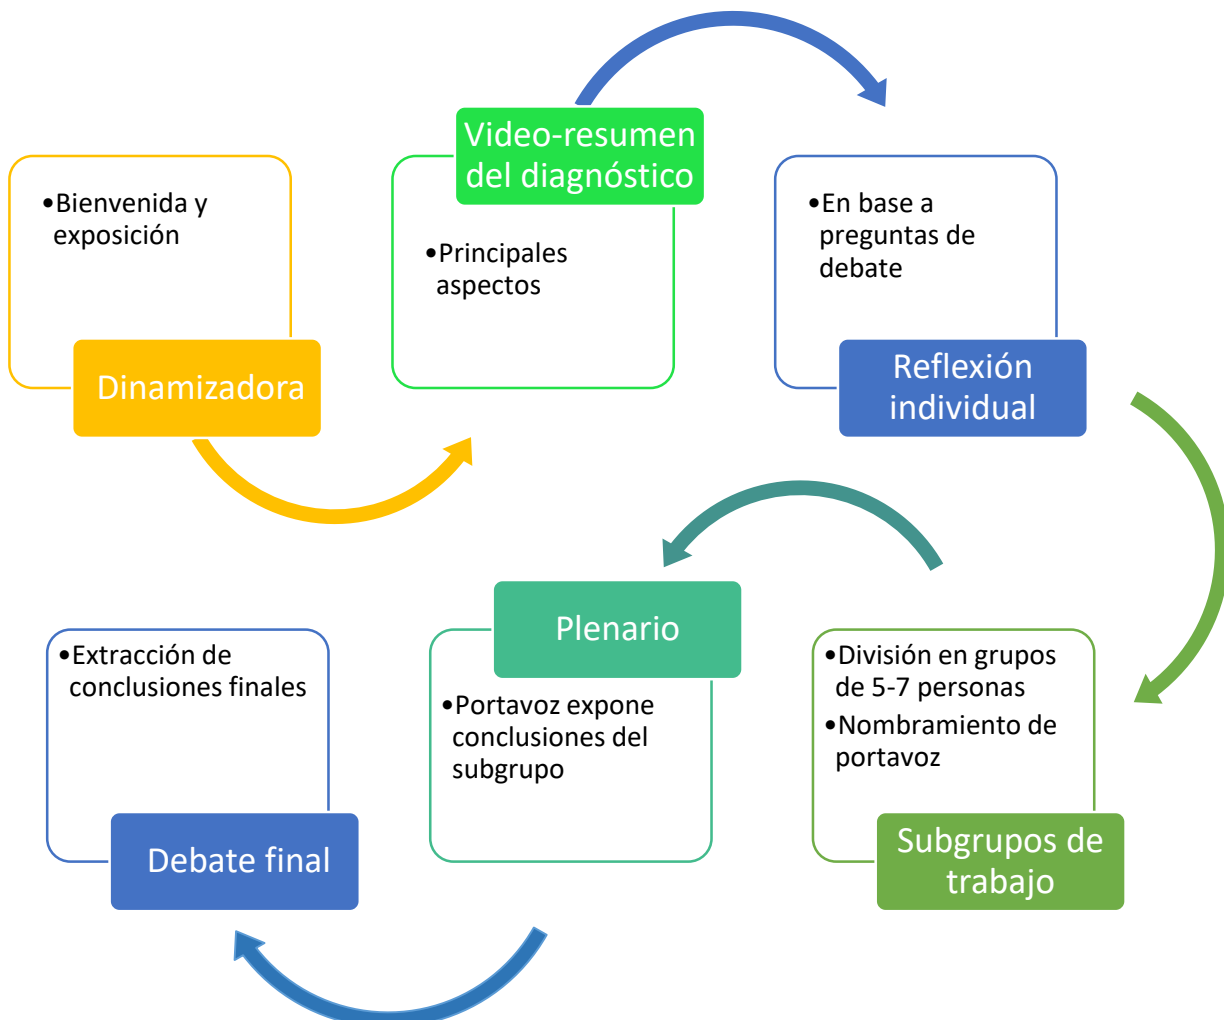 •Bienvenida y
exposición
Dinamizadora
Video-resumen
del diagnóstico
•Principales
aspectos
•En base a
preguntas de
debate
Reflexión
individual
•División en grupos
de 5-7 personas
•Nombramiento de
portavoz
Subgrupos de
trabajo
Plenario
•Portavoz expone
conclusiones del
subgrupo
•Extracción de
conclusiones finales
Debate final